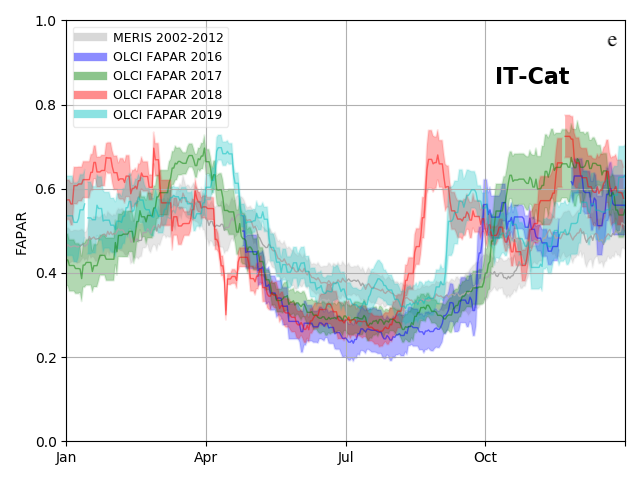 1.0
0.8
0.6
0.4
0.2
0.0
FAPAR
MERIS 2002-2012
OLCI FAPAR 2016
OLCI FAPAR 2017
OLCI FAPAR 2018
OLCI FAPAR 2019
e
IT-Cat
Jan Apr Jul Oct